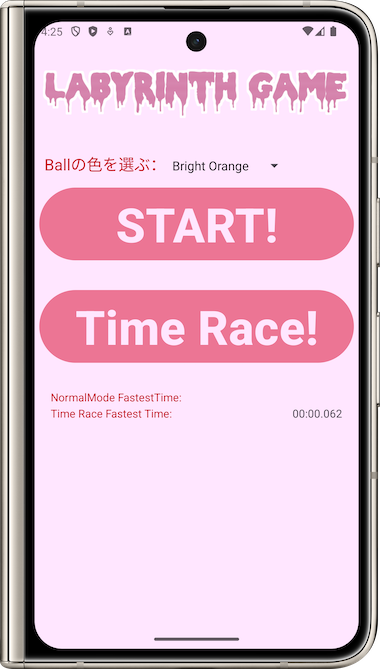 4:25
LABYRINTH GAME
Ballの色を選ぶ： Bright Orange
START!
Time Race!
NormalMode FastestTime:
Time Race Fastest Time: 00:00.062